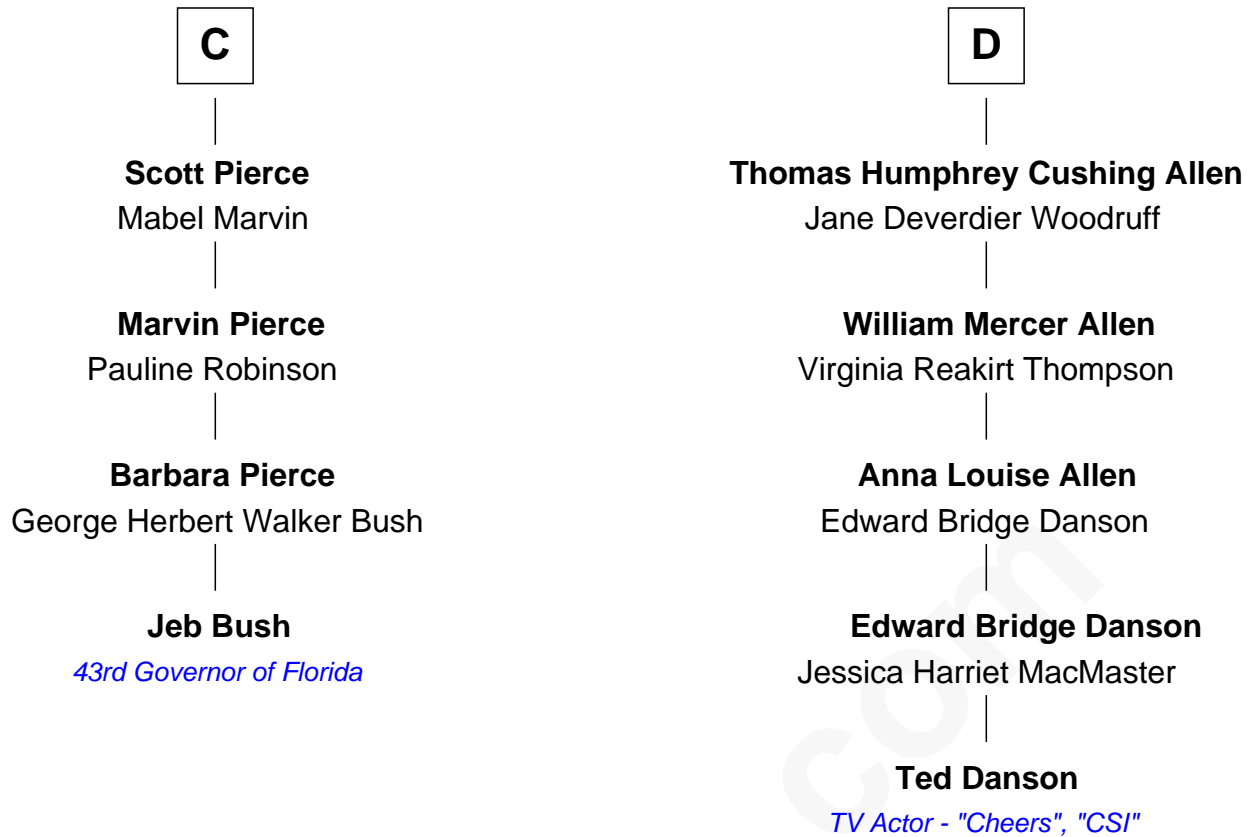 C
Scott Pierce
Mabel Marvin
Marvin Pierce
Pauline Robinson
Barbara Pierce
George Herbert Walker Bush
Jeb Bush
43rd Governor of Florida
D
Thomas Humphrey Cushing Allen
Jane Deverdier Woodruff
William Mercer Allen
Virginia Reakirt Thompson
Anna Louise Allen
Edward Bridge Danson
Edward Bridge Danson
Jessica Harriet MacMaster
Ted Danson
TV Actor - "Cheers", "CSI"
com